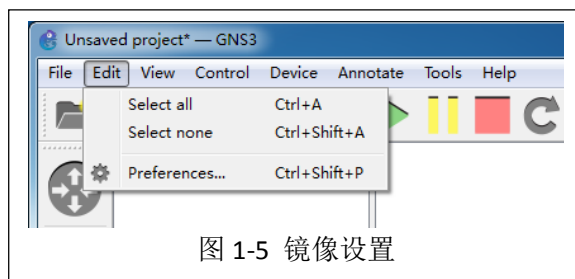 Unsaved project* — GNS3
File Edit View Control Device Annotate Tools Help
Select all Ctrl+A
Select none Ctrl+Shift+A
Preferences... Ctrl+Shift+P
图 1-5 镜像设置